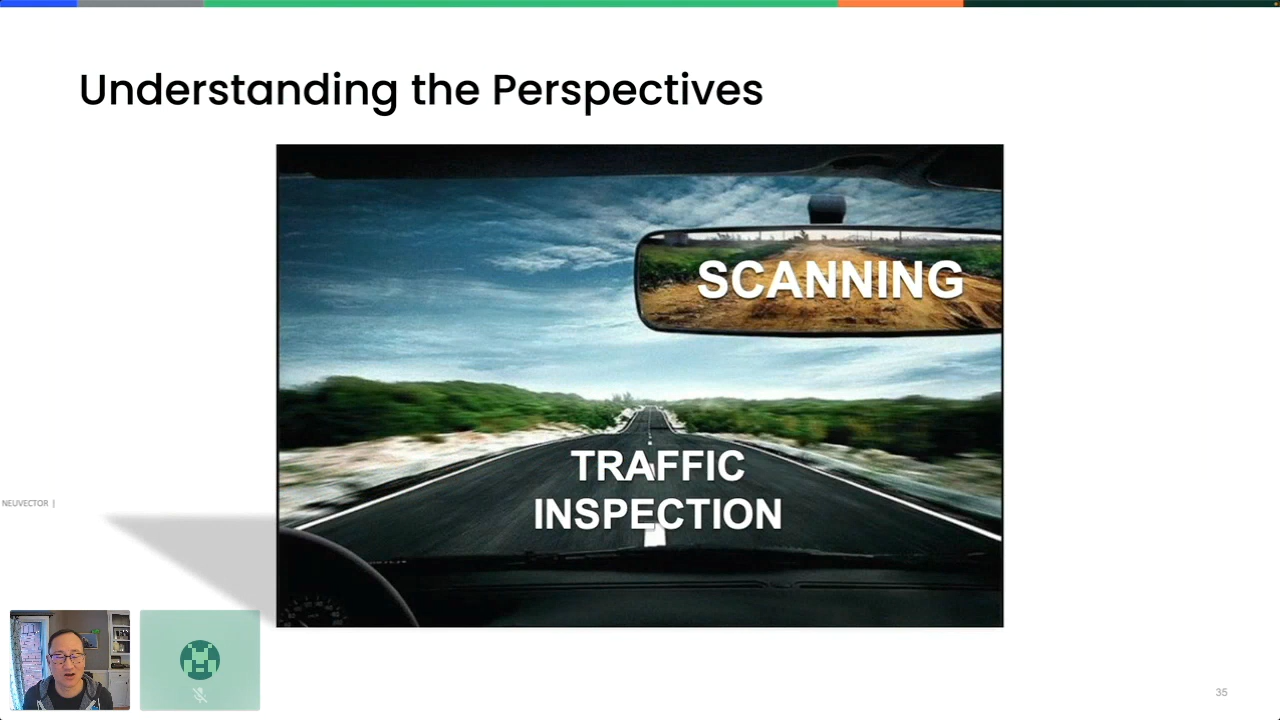 Understanding the Perspectives
SCANNING
TRAFFIC
INSPECTION
NEUVECTOR |
35